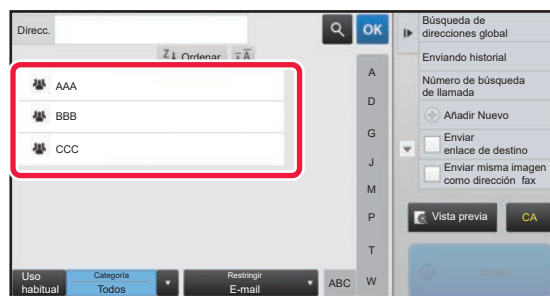 Direcc.
OK
Ordenar
AAA
BBB
CCC
A
D
G
J
M
P
T
W
Uso
habitual
Categoría
Todos
Restringir
E-mail
ABC
Búsqueda de
direcciones global
Enviando historial
Número de búsqueda
de llamada
Añadir Nuevo
Enviar
enlace de destino
Enviar misma imagen
como dirección fax
Vista previa
CA